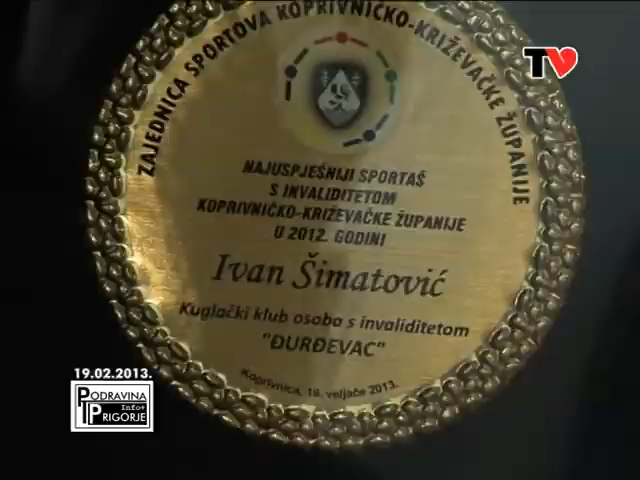 TV
ZAJEDNICA SPORTOVA KOPRIVNIČKO-KRIŽEVAČKE ŽUPANIJE
NAJUSPJEŠNIJI SPORTAŠ
S INVALIDITETOM
KOPRIVNIČKO-KRIŽEVAČKE ŽUPANIJE
U 2012. GODINI
Ivan Šimatović
Kuglački klub osoba s invaliditetom
"ĐURĐEVAC"
Koprivnica, 19. veljače 2013.
19.02.2013.
PODRAVINA
Info+
PRIGORJE